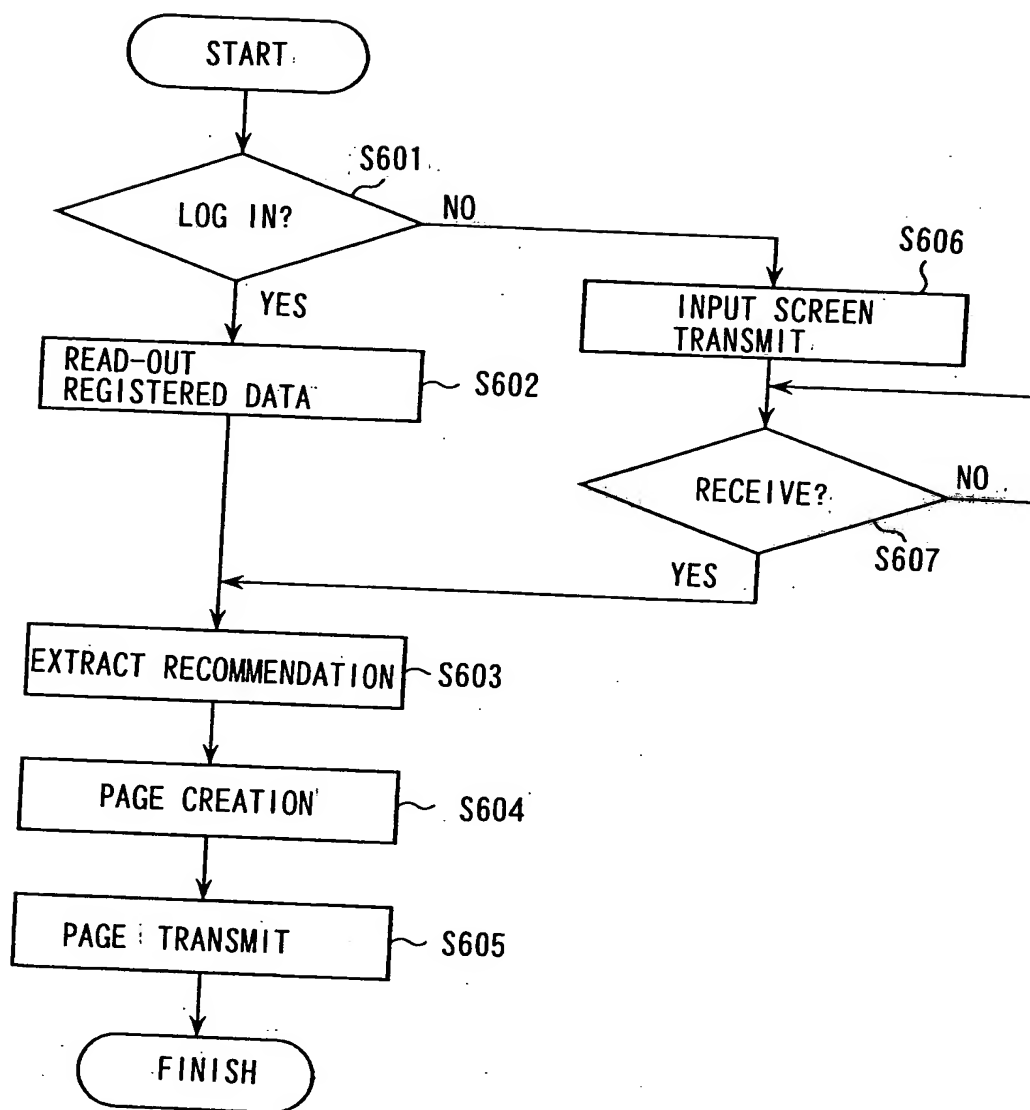 START
S601
LOG IN?
NO
YES
S606
INPUT SCREEN
TRANSMIT
READ-OUT
REGISTERED DATA
S602
RECEIVE?
NO
S607
YES
EXTRACT RECOMMENDATION
S603
PAGE CREATION
S604
PAGE TRANSMIT
S605
FINISH